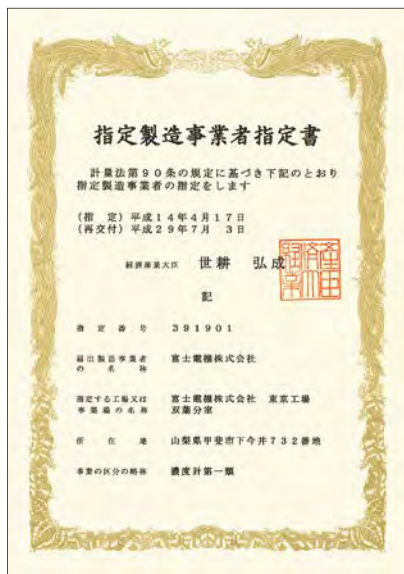 指定製造事業者指定書
計量法第90条の規定に基づき下記のとおり
指定製造事業者の指定をします
(指 定)平成14年4月17日
(再交付)平成29年7月 3日
経済産業大臣 世耕 弘成
記
指定番号 391901
届出製造事業者 富士電機株式会社
の名称
指定する工場又は 富士電機株式会社 東京工場
事業場の名称 双葉分室
所在地 山梨県甲斐市下今井732番地
事業の区分の略称 濃度計第一類